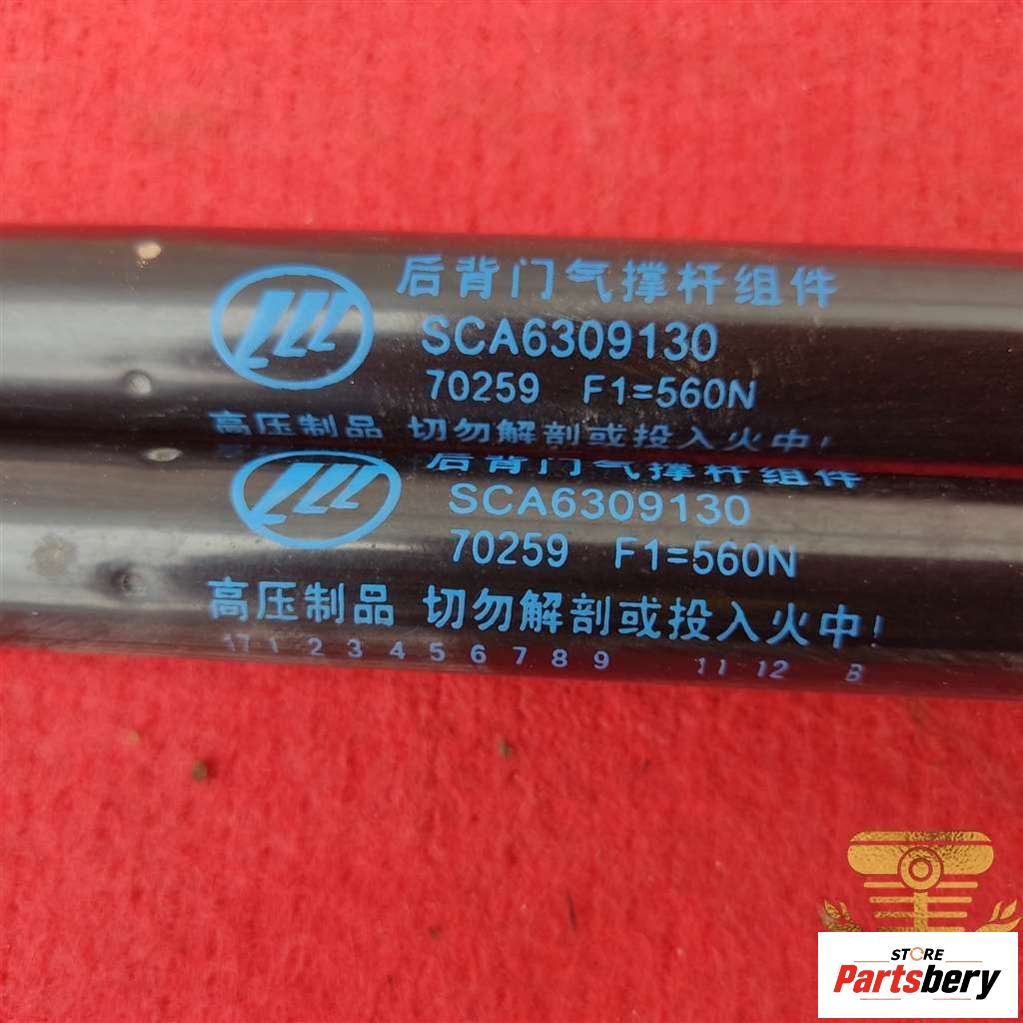 后背门气撑杆组件
SCA6309130
70259 F1=560N
高压制品 切勿解剖或投入火中!
后背门气撑杆组件
SCA6309130
70259 F1=560N
高压制品 切勿解剖或投入火中!
17 1 2 3 4 5 6 7 8 9 11 12 B
STORE
Partsbery